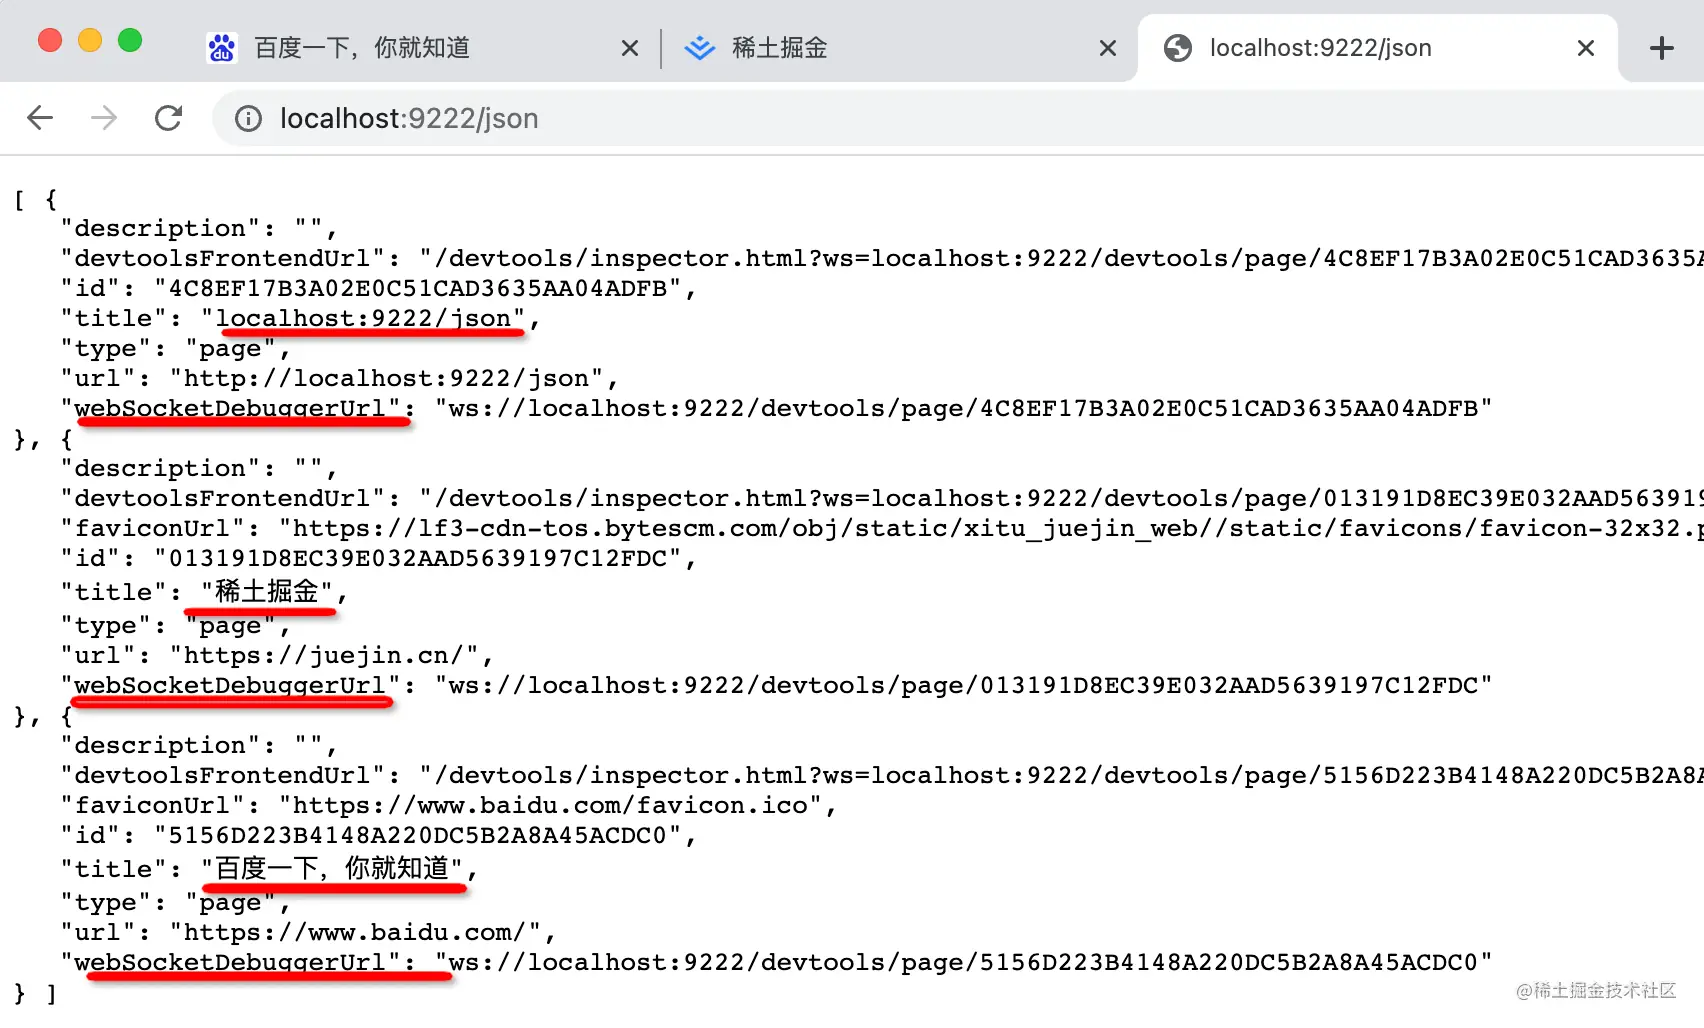 百度一下，你就知道
稀土掘金
localhost:9222/json
localhost:9222/json
[ {
"description": "",
"devtoolsFrontendUrl": "/devtools/inspector.html?ws=localhost:9222/devtools/page/4C8EF17B3A02E0C51CAD3635A
"id": "4C8EF17B3A02E0C51CAD3635AA04ADFB",
"title": "localhost:9222/json",
"type": "page",
"url": "http://localhost:9222/json",
"webSocketDebuggerUrl": "ws://localhost:9222/devtools/page/4C8EF17B3A02E0C51CAD3635AA04ADFB"
}, {
"description": "",
"devtoolsFrontendUrl": "/devtools/inspector.html?ws=localhost:9222/devtools/page/013191D8EC39E032AAD563919
"faviconUrl": "https://lf3-cdn-tos.bytescm.com/obj/static/xitu_juejin_web//static/favicons/favicon-32x32.p
"id": "013191D8EC39E032AAD5639197C12FDC",
"title": "稀土掘金",
"type": "page",
"url": "https://juejin.cn/",
"webSocketDebuggerUrl": "ws://localhost:9222/devtools/page/013191D8EC39E032AAD5639197C12FDC"
}, {
"description": "",
"devtoolsFrontendUrl": "/devtools/inspector.html?ws=localhost:9222/devtools/page/5156D223B4148A220DC5B2A8A
"faviconUrl": "https://www.baidu.com/favicon.ico",
"id": "5156D223B4148A220DC5B2A8A45ACDC0",
"title": "百度一下，你就知道",
"type": "page",
"url": "https://www.baidu.com/",
"webSocketDebuggerUrl": "ws://localhost:9222/devtools/page/5156D223B4148A220DC5B2A8A45ACDC0"
} ]
@稀土掘金技术社区